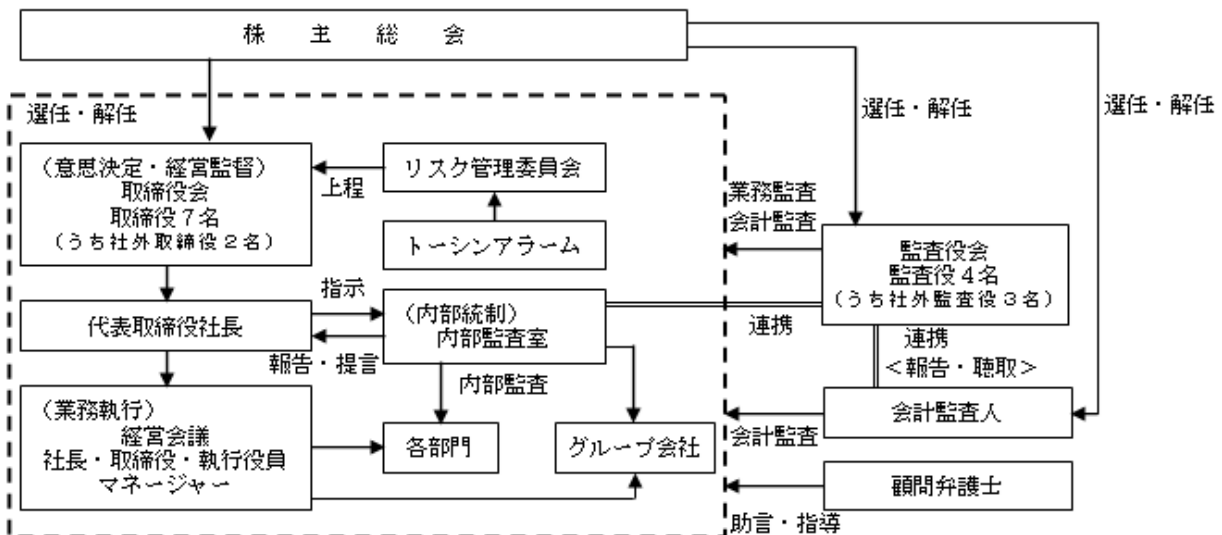 株　主　総　会
選任・解任
選任・解任
選任・解任
（意思決定・経営監督）
取締役会
取締役７名
（うち社外取締役２名）
上程
リスク管理委員会
トーシンアラーム
業務監査
会計監査
監査役会
監査役４名
（うち社外監査役３名）
代表取締役社長
指示
報告・提言
（内部統制）
内部監査室
連携
連携
＜報告・聴取＞
内部監査
（業務執行）
経営会議
社長・取締役・執行役員
マネージャー
各部門
グループ会社
会計監査
会計監査人
顧問弁護士
助言・指導